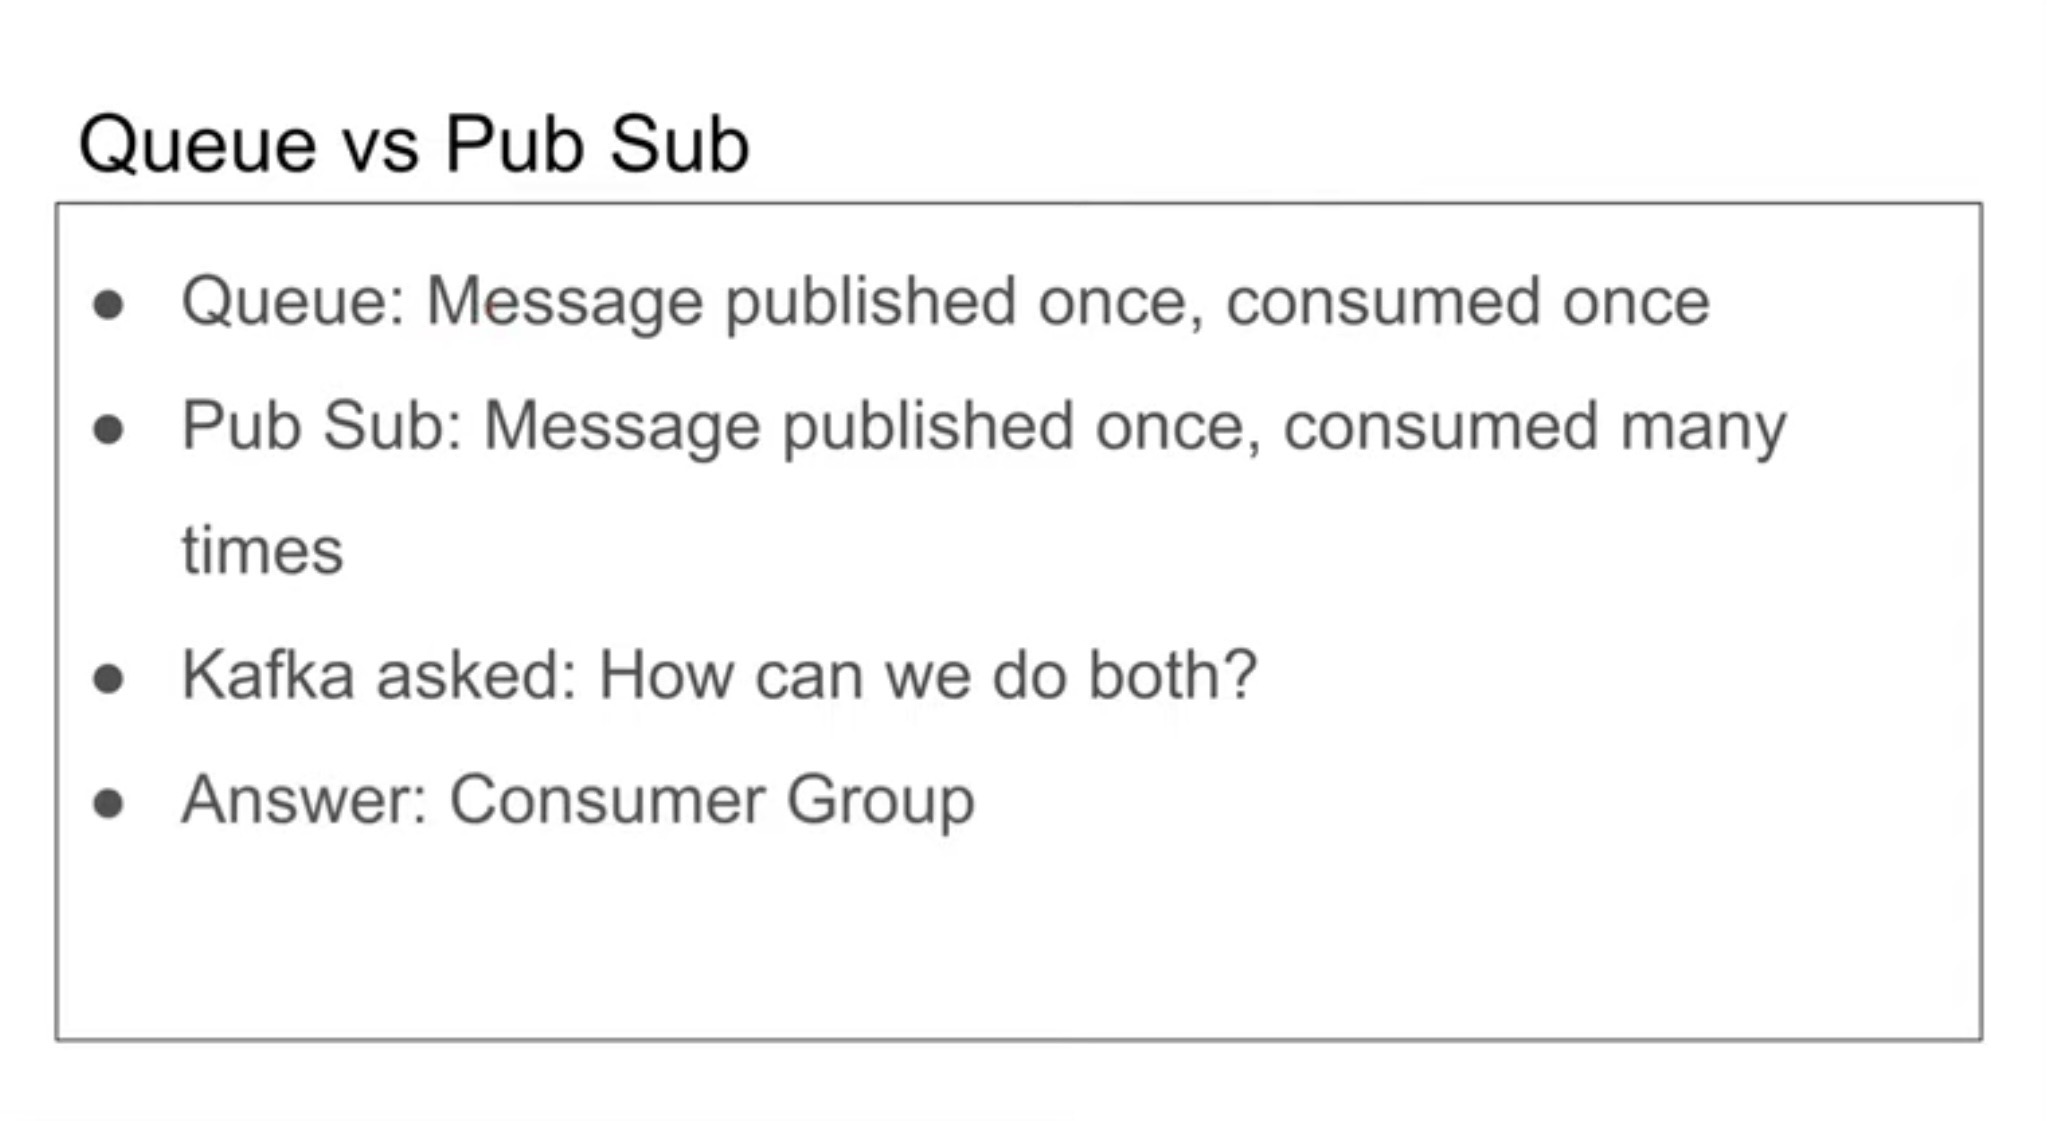 Queue vs Pub Sub
● Queue: Message published once, consumed once
● Pub Sub: Message published once, consumed many
times
● Kafka asked: How can we do both?
● Answer: Consumer Group